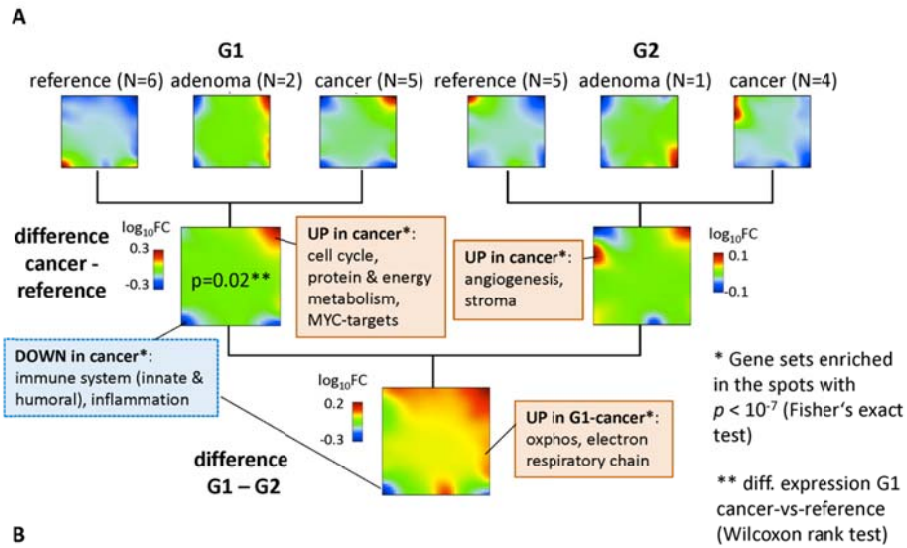 A
G1
G2
reference (N=6) adenoma (N=2) cancer (N=5) reference (N=5) adenoma (N=1) cancer (N=4)
difference
cancer -
reference
log10FC
0.3
-0.3
p=0.02**
UP in cancer*:
cell cycle,
protein & energy
metabolism,
MYC-targets
UP in cancer*:
angiogenesis,
stroma
log10FC
0.1
-0.1
DOWN in cancer*:
immune system (innate &
humoral), inflammation
log10FC
0.2
-0.3
difference
G1 – G2
UP in G1-cancer*:
oxphos, electron
respiratory chain
* Gene sets enriched
in the spots with
p < 10-7 (Fisher‘s exact
test)
** diff. expression G1
cancer-vs-reference
(Wilcoxon rank test)
B